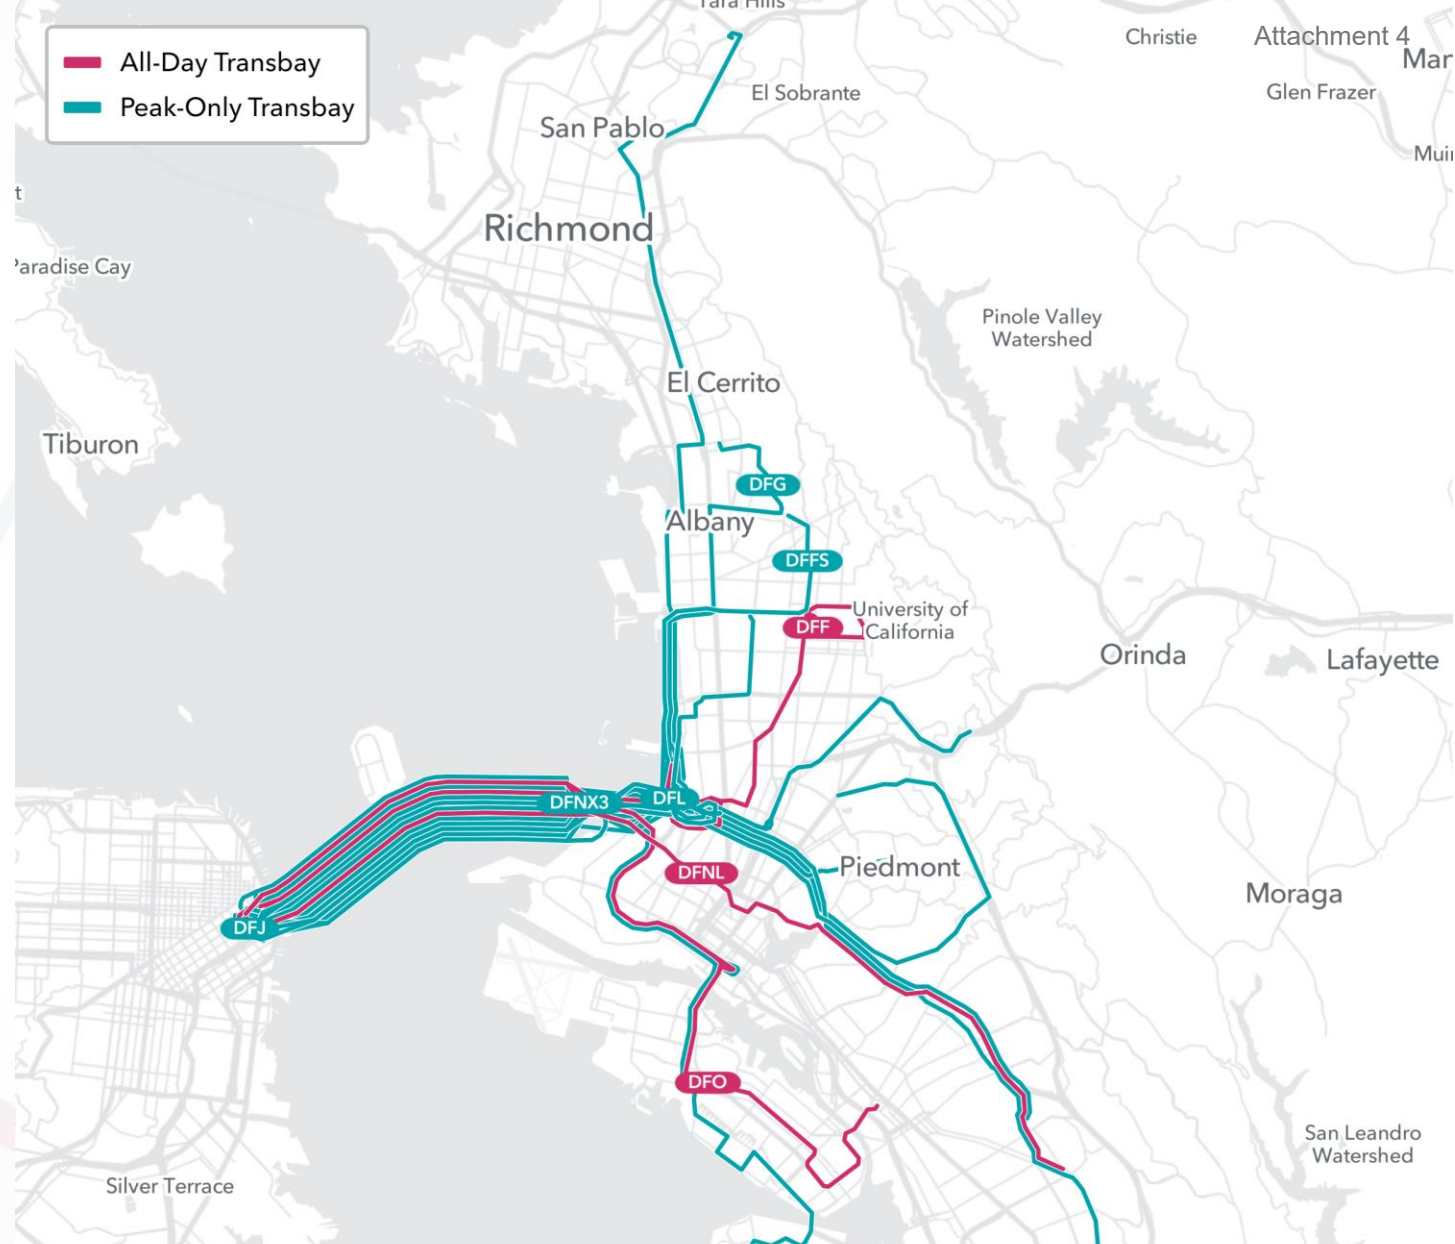 Tara Hills
All-Day Transbay
Peak-Only Transbay
Christie
Attachment 4
El Sobrante
Glen Frazer
San Pablo
Richmond
Paradise Cay
Pinole Valley
Watershed
El Cerrito
Tiburon
DFG
Albany
DFFS
University of
California
DFF
Orinda
Lafayette
DFNX3
DFL
Piedmont
DFNL
Moraga
DFJ
DFO
San Leandro
Watershed
Silver Terrace